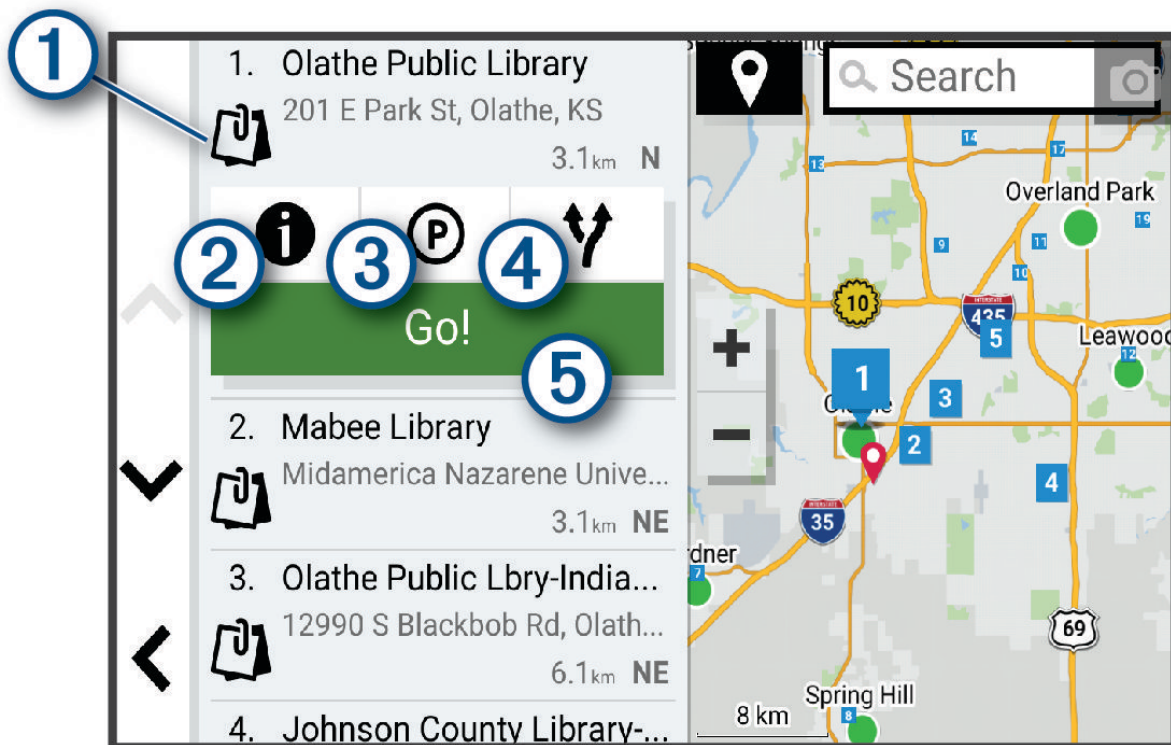 1
1. Olathe Public Library
201 E Park St, Olathe, KS
3.1km N
2
i
3
P
4
Go!
5
2. Mabee Library
Midamerica Nazarene Unive...
3.1km NE
3. Olathe Public Lbry-India...
12990 S Blackbob Rd, Olath...
6.1km NE
4. Johnson County Library-...
Search
14
13
17
Overland Park
19
9
11
10
10
INTERSTATE
435
5
Leawood
12
+
1
3
−
2
4
INTERSTATE
35
dner
7
69
Spring Hill
8
8 km